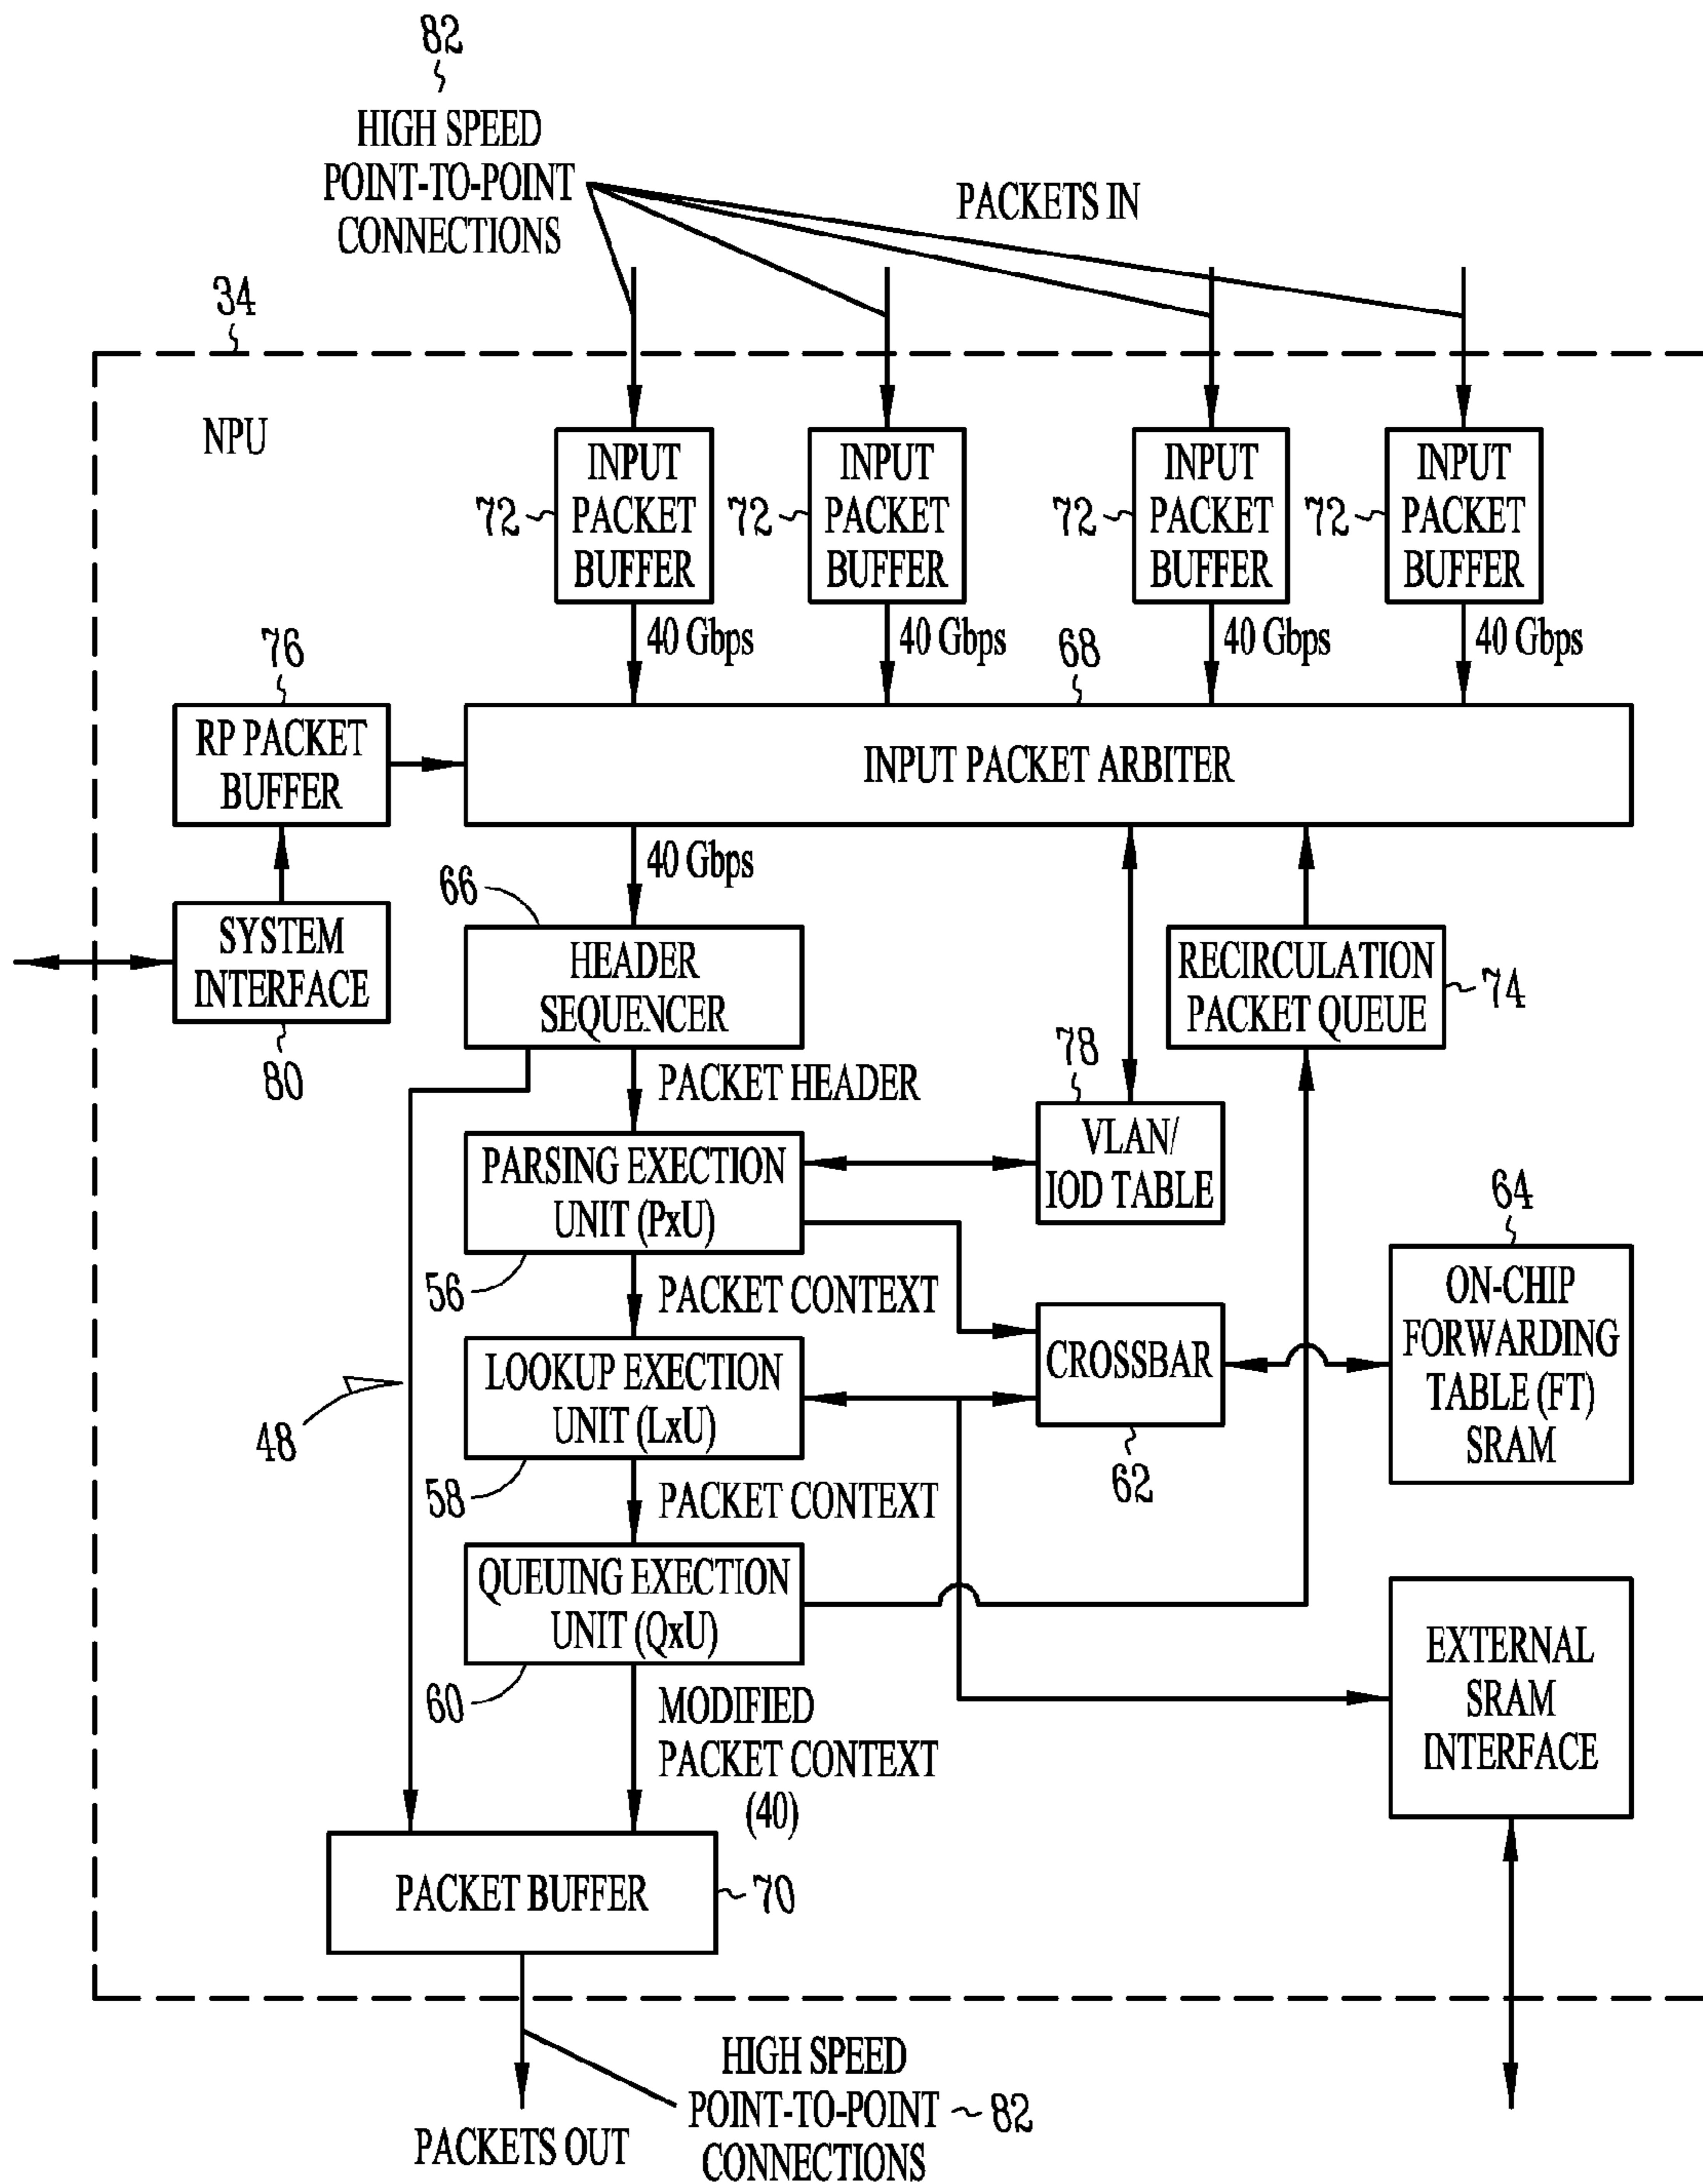 82
HIGH SPEED
POINT-TO-POINT
CONNECTIONS
PACKETS IN
34
NPU
INPUT
PACKET
BUFFER
72
INPUT
PACKET
BUFFER
72
INPUT
PACKET
BUFFER
72
INPUT
PACKET
BUFFER
72
40 Gbps
40 Gbps
40 Gbps
40 Gbps
76
68
RP PACKET
BUFFER
INPUT PACKET ARBITER
40 Gbps
66
SYSTEM
INTERFACE
80
HEADER
SEQUENCER
RECIRCULATION
PACKET QUEUE
74
PACKET HEADER
78
VLAN/
IOD TABLE
PARSING EXECTION
UNIT (PxU)
56
PACKET CONTEXT
64
ON-CHIP
FORWARDING
TABLE (FT)
SRAM
CROSSBAR
62
LOOKUP EXECTION
UNIT (LxU)
48
58
PACKET CONTEXT
QUEUING EXECTION
UNIT (QxU)
60
MODIFIED
PACKET CONTEXT
(40)
EXTERNAL
SRAM
INTERFACE
PACKET BUFFER
70
HIGH SPEED
POINT-TO-POINT
CONNECTIONS
82
PACKETS OUT